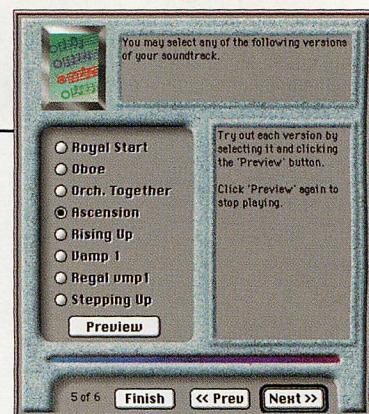 You may select any of the following versions
of your soundtrack.
Royal Start
Oboe
Orch. Together
Ascension
Rising Up
Vamp 1
Regal vmp1
Stepping Up
Preview
Try out each version by
selecting it and clicking
the 'Preview' button.
Click 'Preview' again to
stop playing.
5 of 6
Finish
<< Prev
Next >>